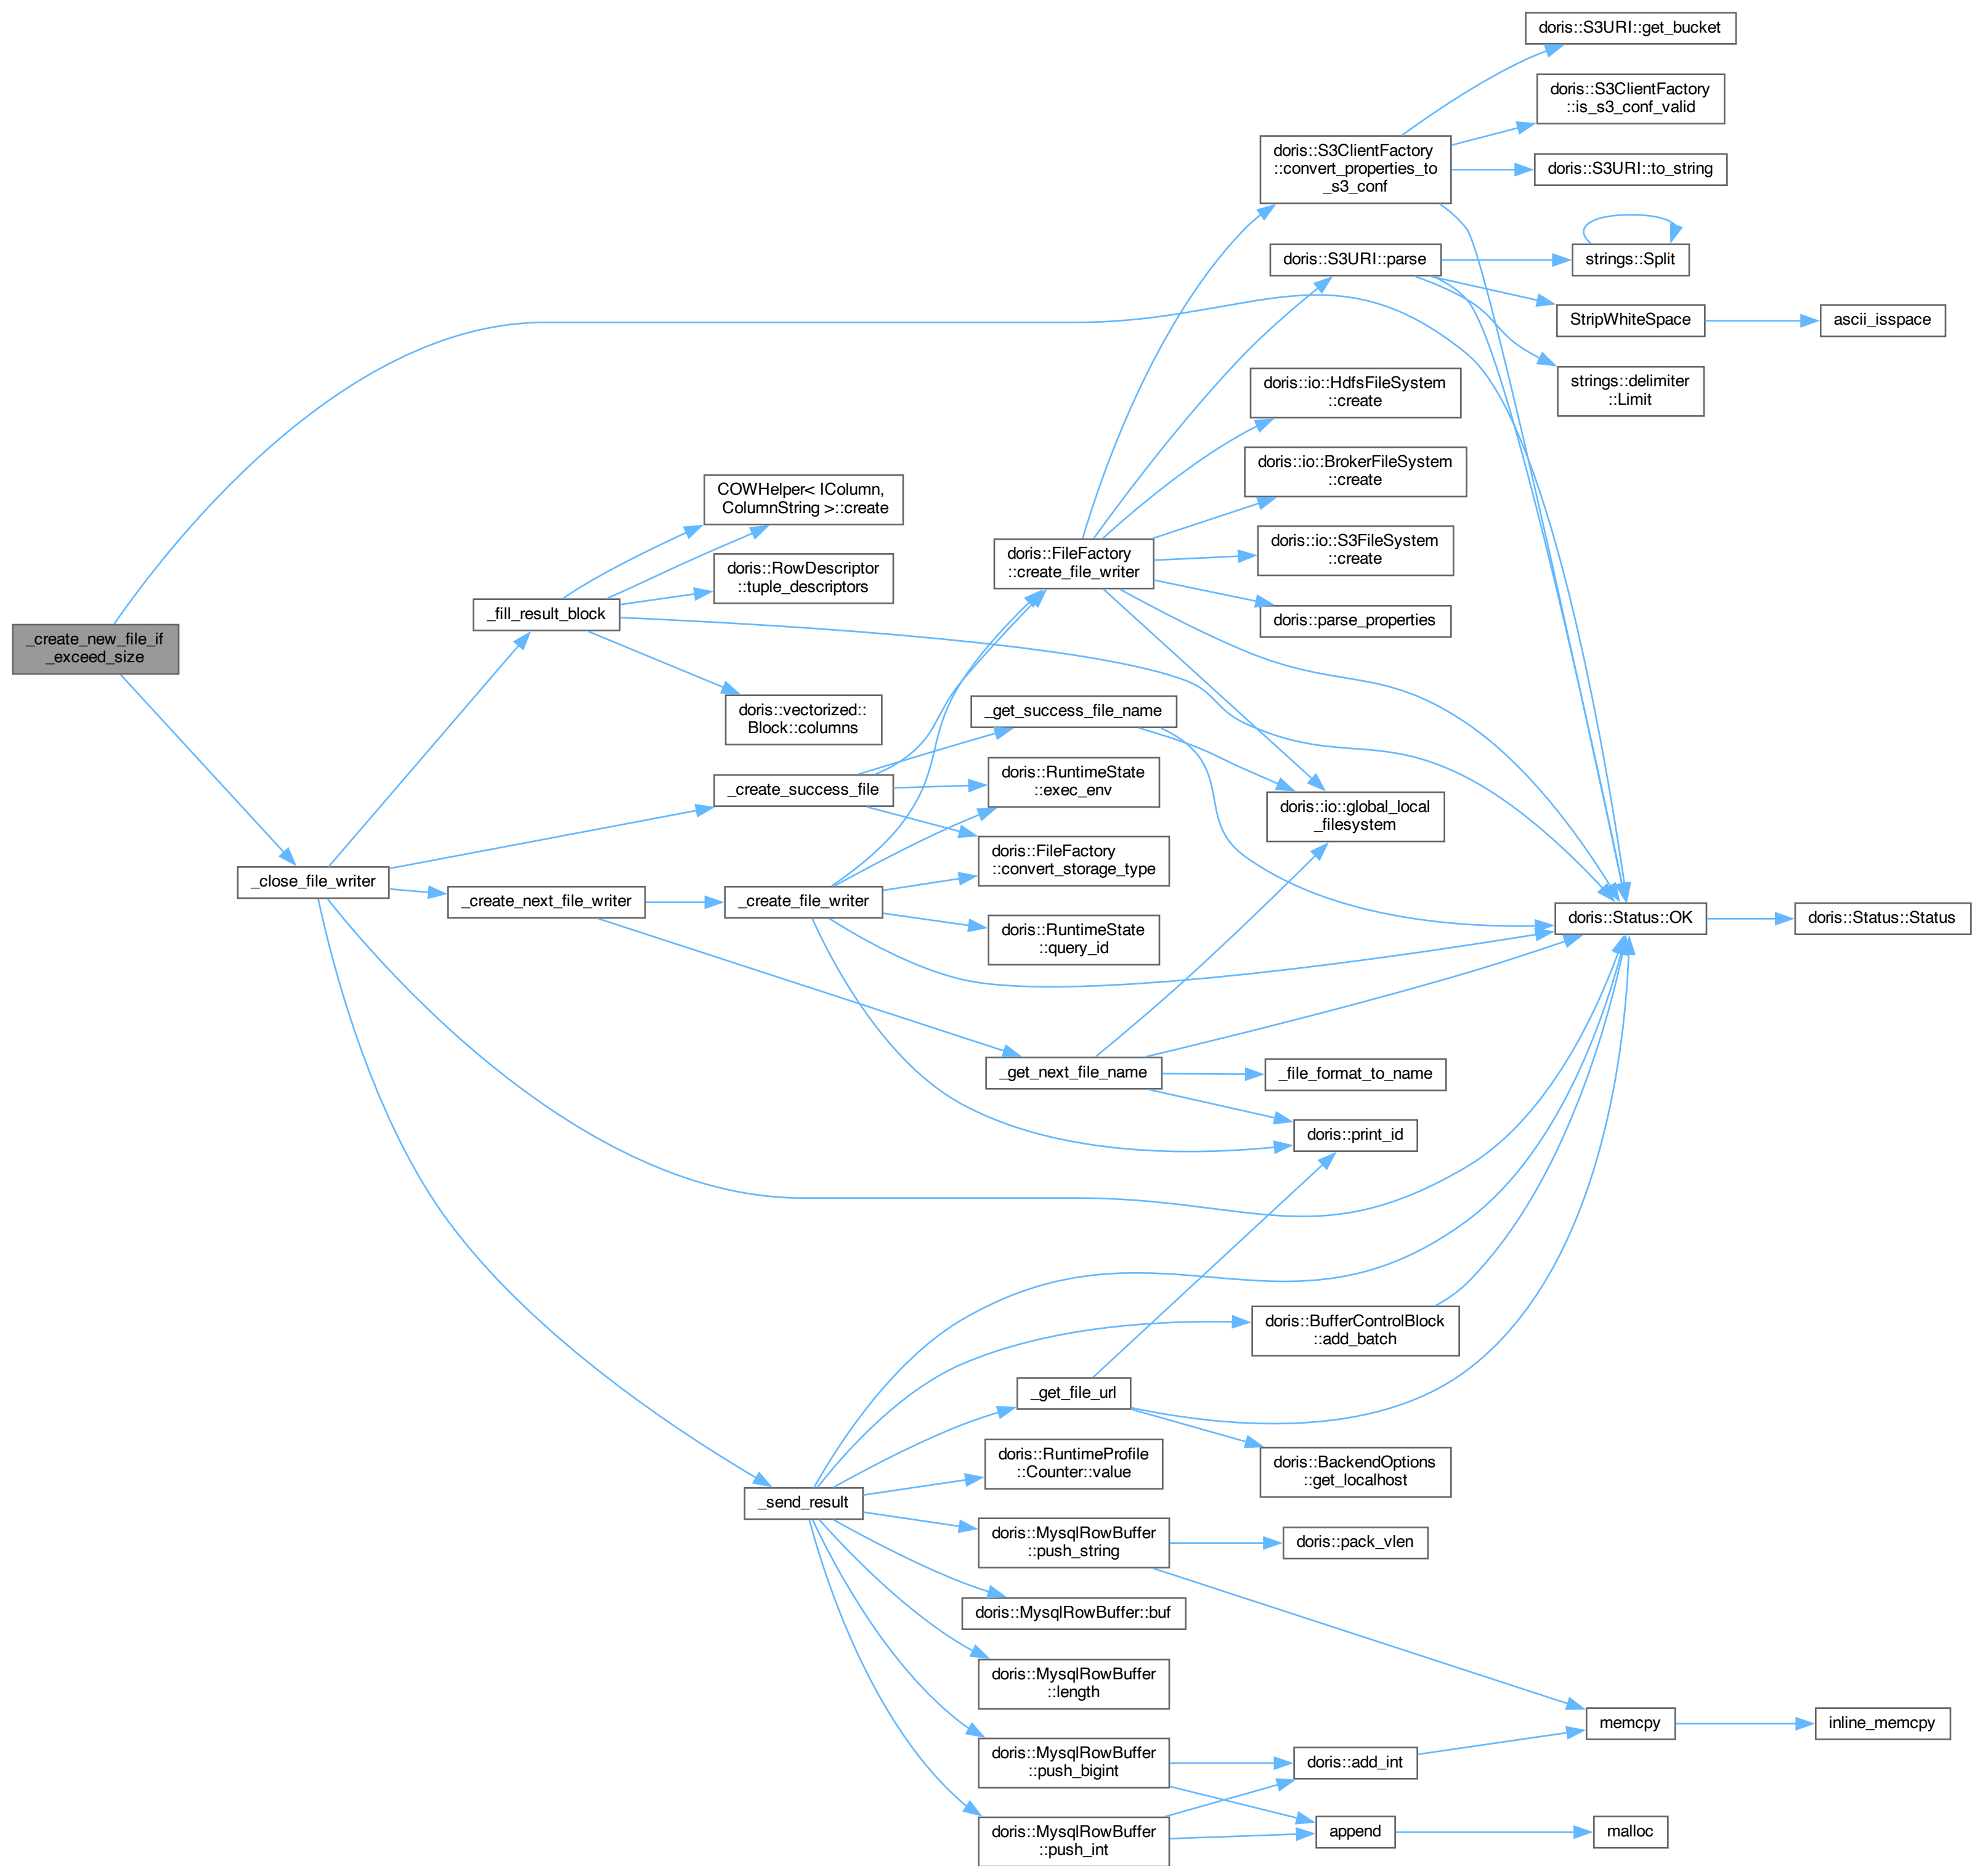 _create_new_file_if
_exceed_size
_close_file_writer
_fill_result_block
_create_next_file_writer
COWHelper< IColumn,
ColumnString >::create
doris::RowDescriptor
::tuple_descriptors
doris::vectorized::
Block::columns
_create_success_file
_create_file_writer
_send_result
doris::FileFactory
::create_file_writer
_get_success_file_name
doris::RuntimeState
::exec_env
doris::FileFactory
::convert_storage_type
doris::RuntimeState
::query_id
_get_next_file_name
_get_file_url
doris::RuntimeProfile
::Counter::value
doris::MysqlRowBuffer
::push_string
doris::MysqlRowBuffer::buf
doris::MysqlRowBuffer
::length
doris::MysqlRowBuffer
::push_bigint
doris::MysqlRowBuffer
::push_int
doris::S3ClientFactory
::convert_properties_to
_s3_conf
doris::S3URI::parse
doris::io::HdfsFileSystem
::create
doris::io::BrokerFileSystem
::create
doris::io::S3FileSystem
::create
doris::parse_properties
doris::io::global_local
_filesystem
_file_format_to_name
doris::print_id
doris::BufferControlBlock
::add_batch
doris::BackendOptions
::get_localhost
doris::pack_vlen
doris::add_int
append
doris::S3URI::get_bucket
doris::S3ClientFactory
::is_s3_conf_valid
doris::S3URI::to_string
strings::Split
StripWhiteSpace
strings::delimiter
::Limit
doris::Status::OK
memcpy
malloc
ascii_isspace
doris::Status::Status
inline_memcpy